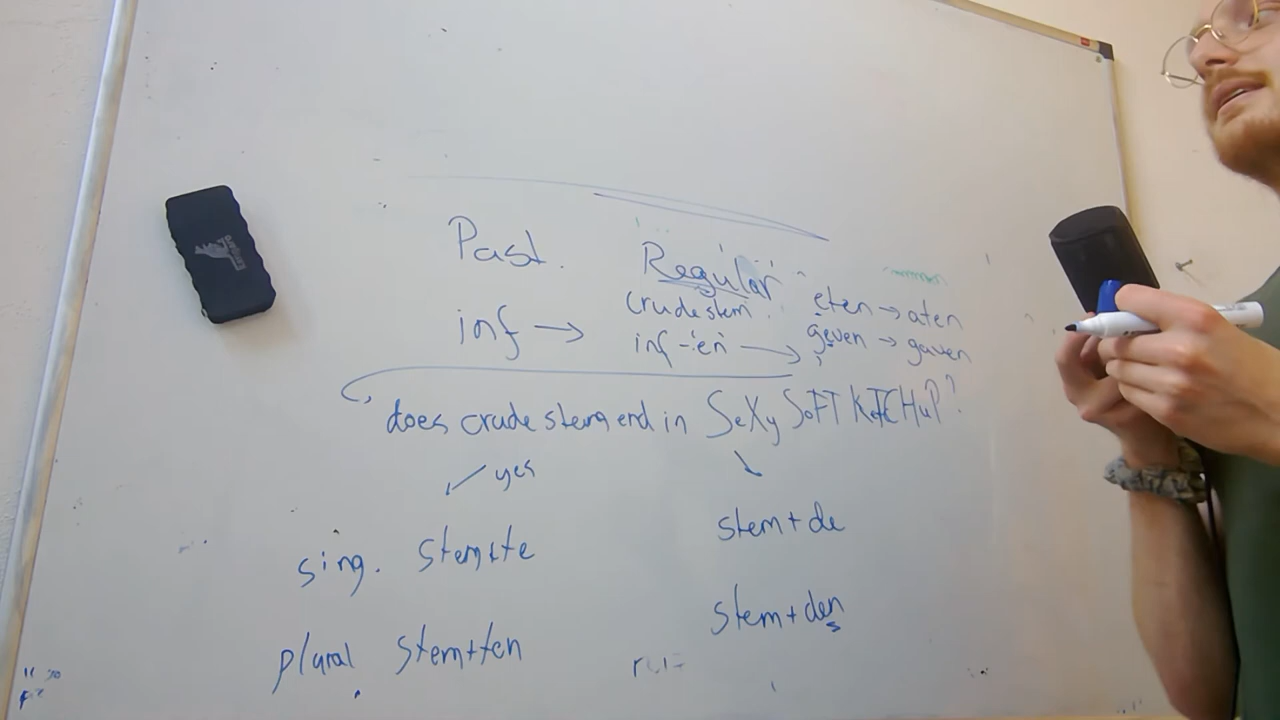 Past. Regular
crude stem. eten → aten
inf → inf -'en' → geven → gaven
does crude stem end in SeXy SoFT KeTCHuP?
yes
sing. stem+te stem+de
plural stem+ten stem+den